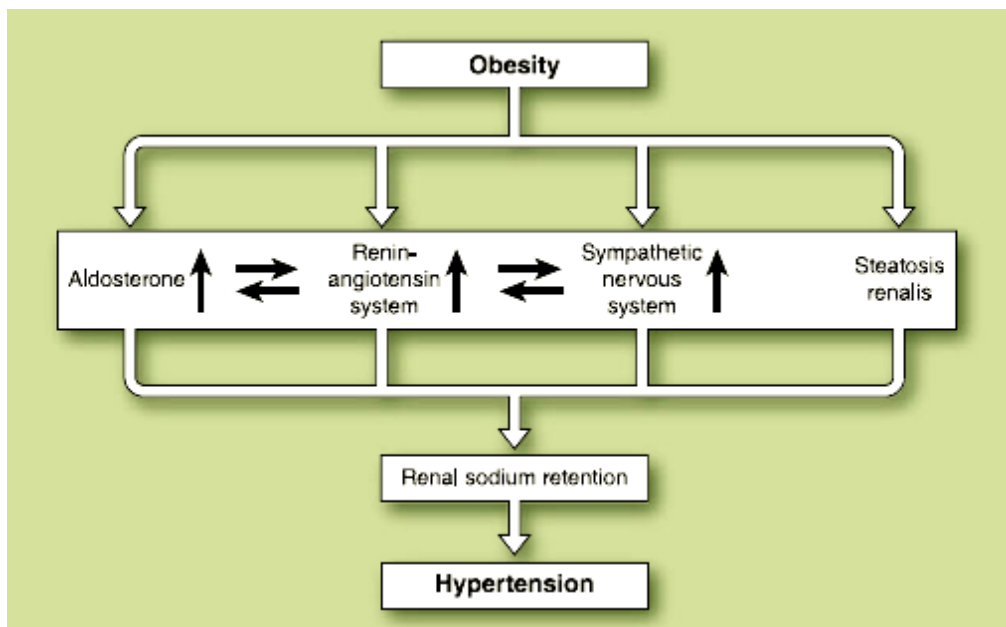 Obesity
Aldosterone
Renin-
angiotensin
system
Sympathetic
nervous
system
Steatosis
renalis
Renal sodium retention
Hypertension